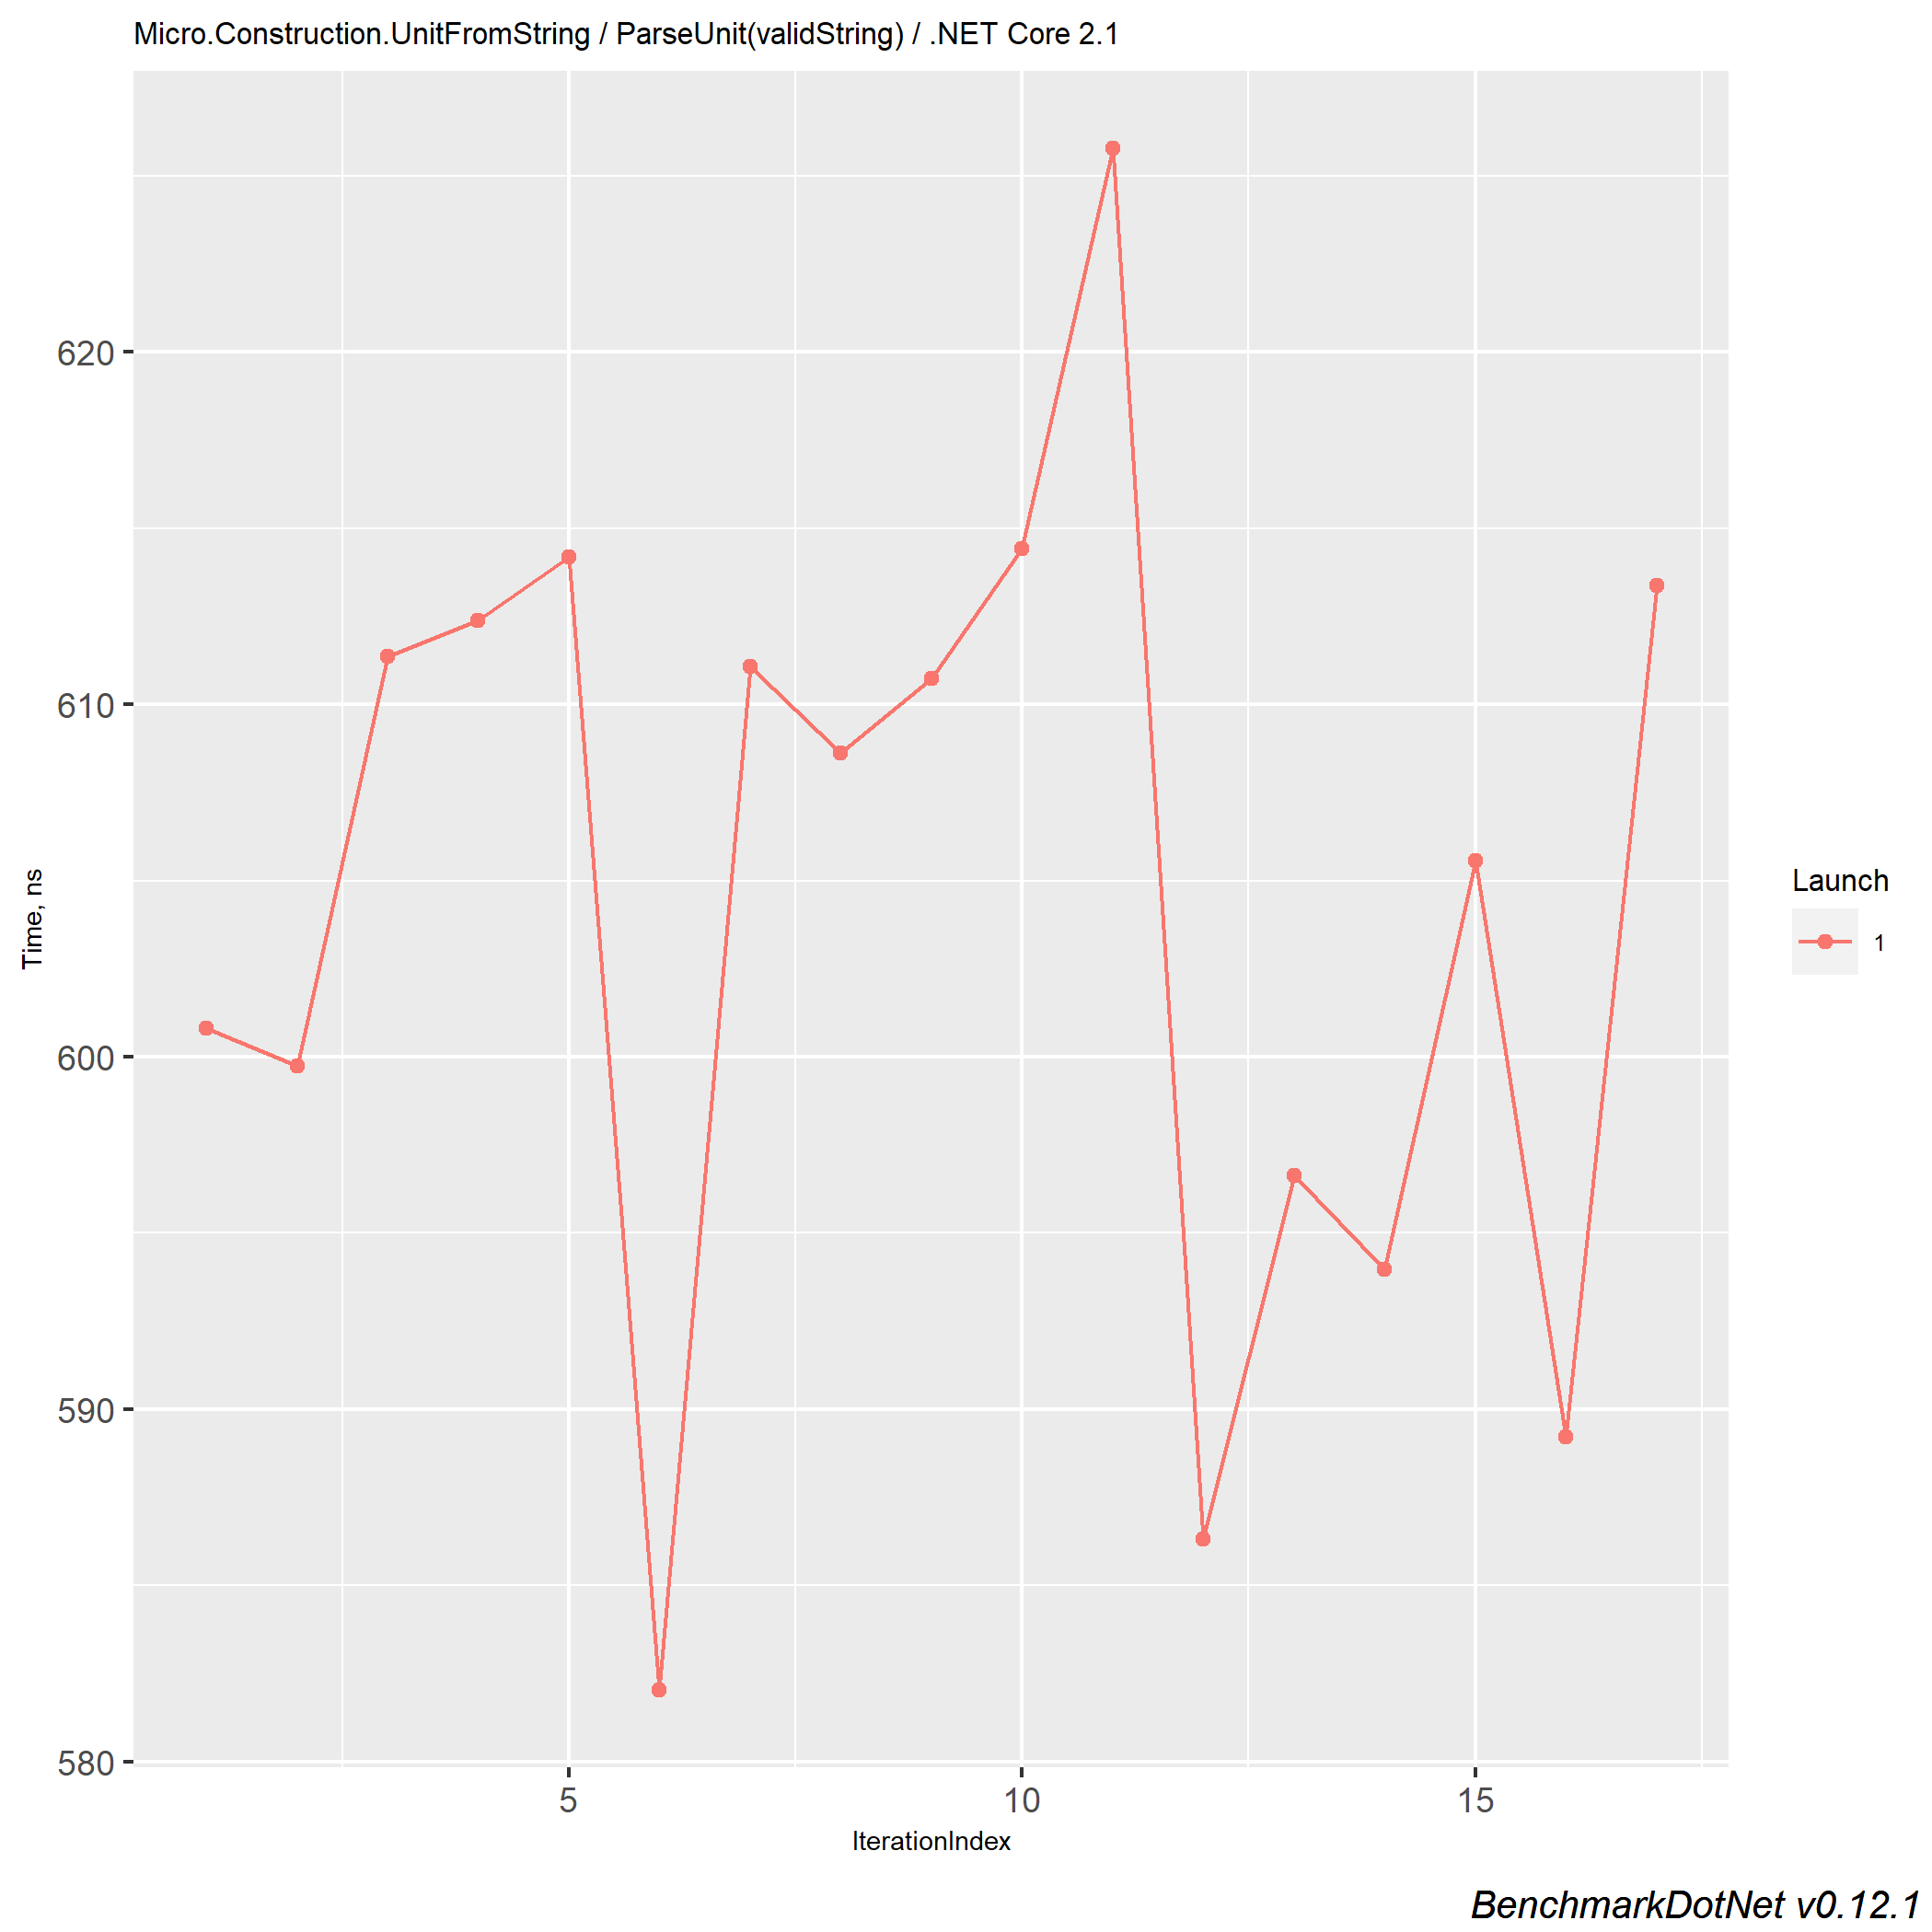 Micro.Construction.UnitFromString / ParseUnit(validString) / .NET Core 2.1
620
610
600
590
580
Time, ns
5 10 15
IterationIndex
Launch
1
BenchmarkDotNet v0.12.1